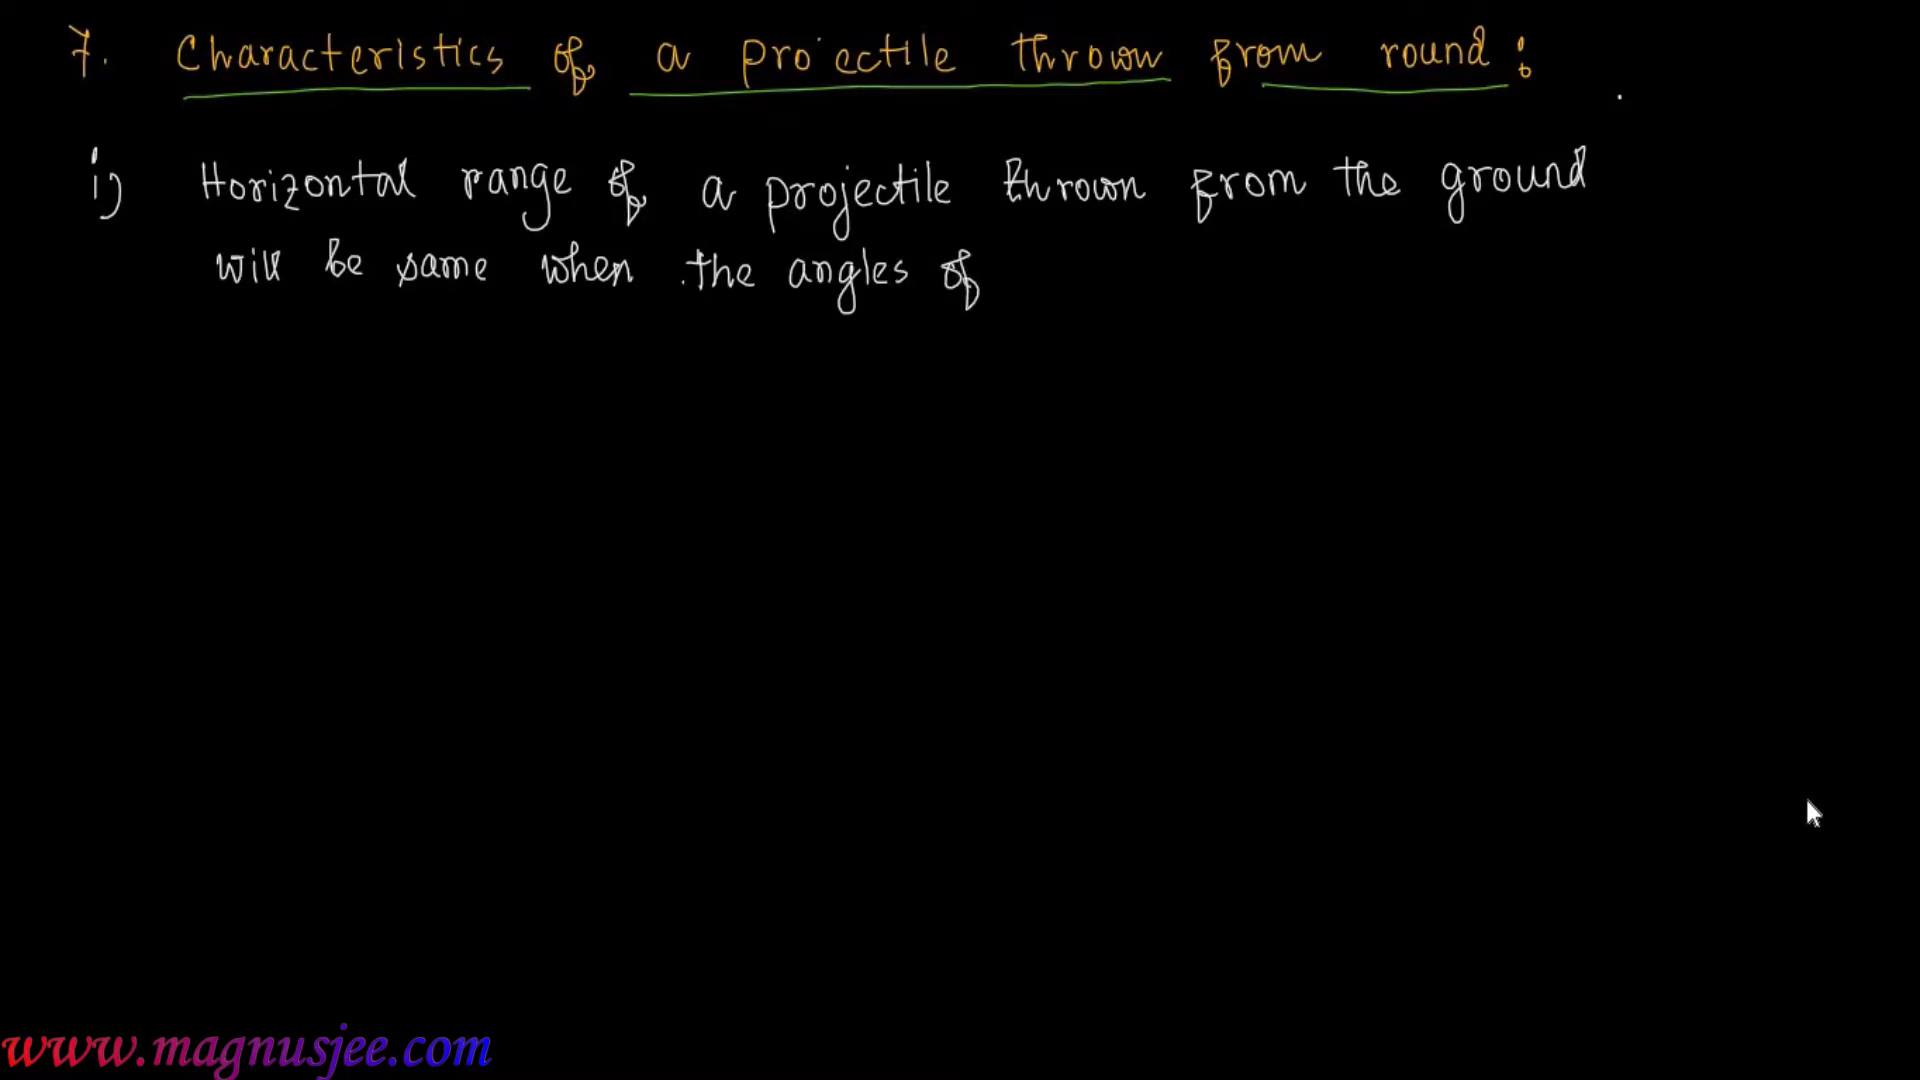 7. Characteristics of a projectile thrown from round:
i) Horizontal range of a projectile thrown from the ground
will be same when the angles of
www.magnusjee.com